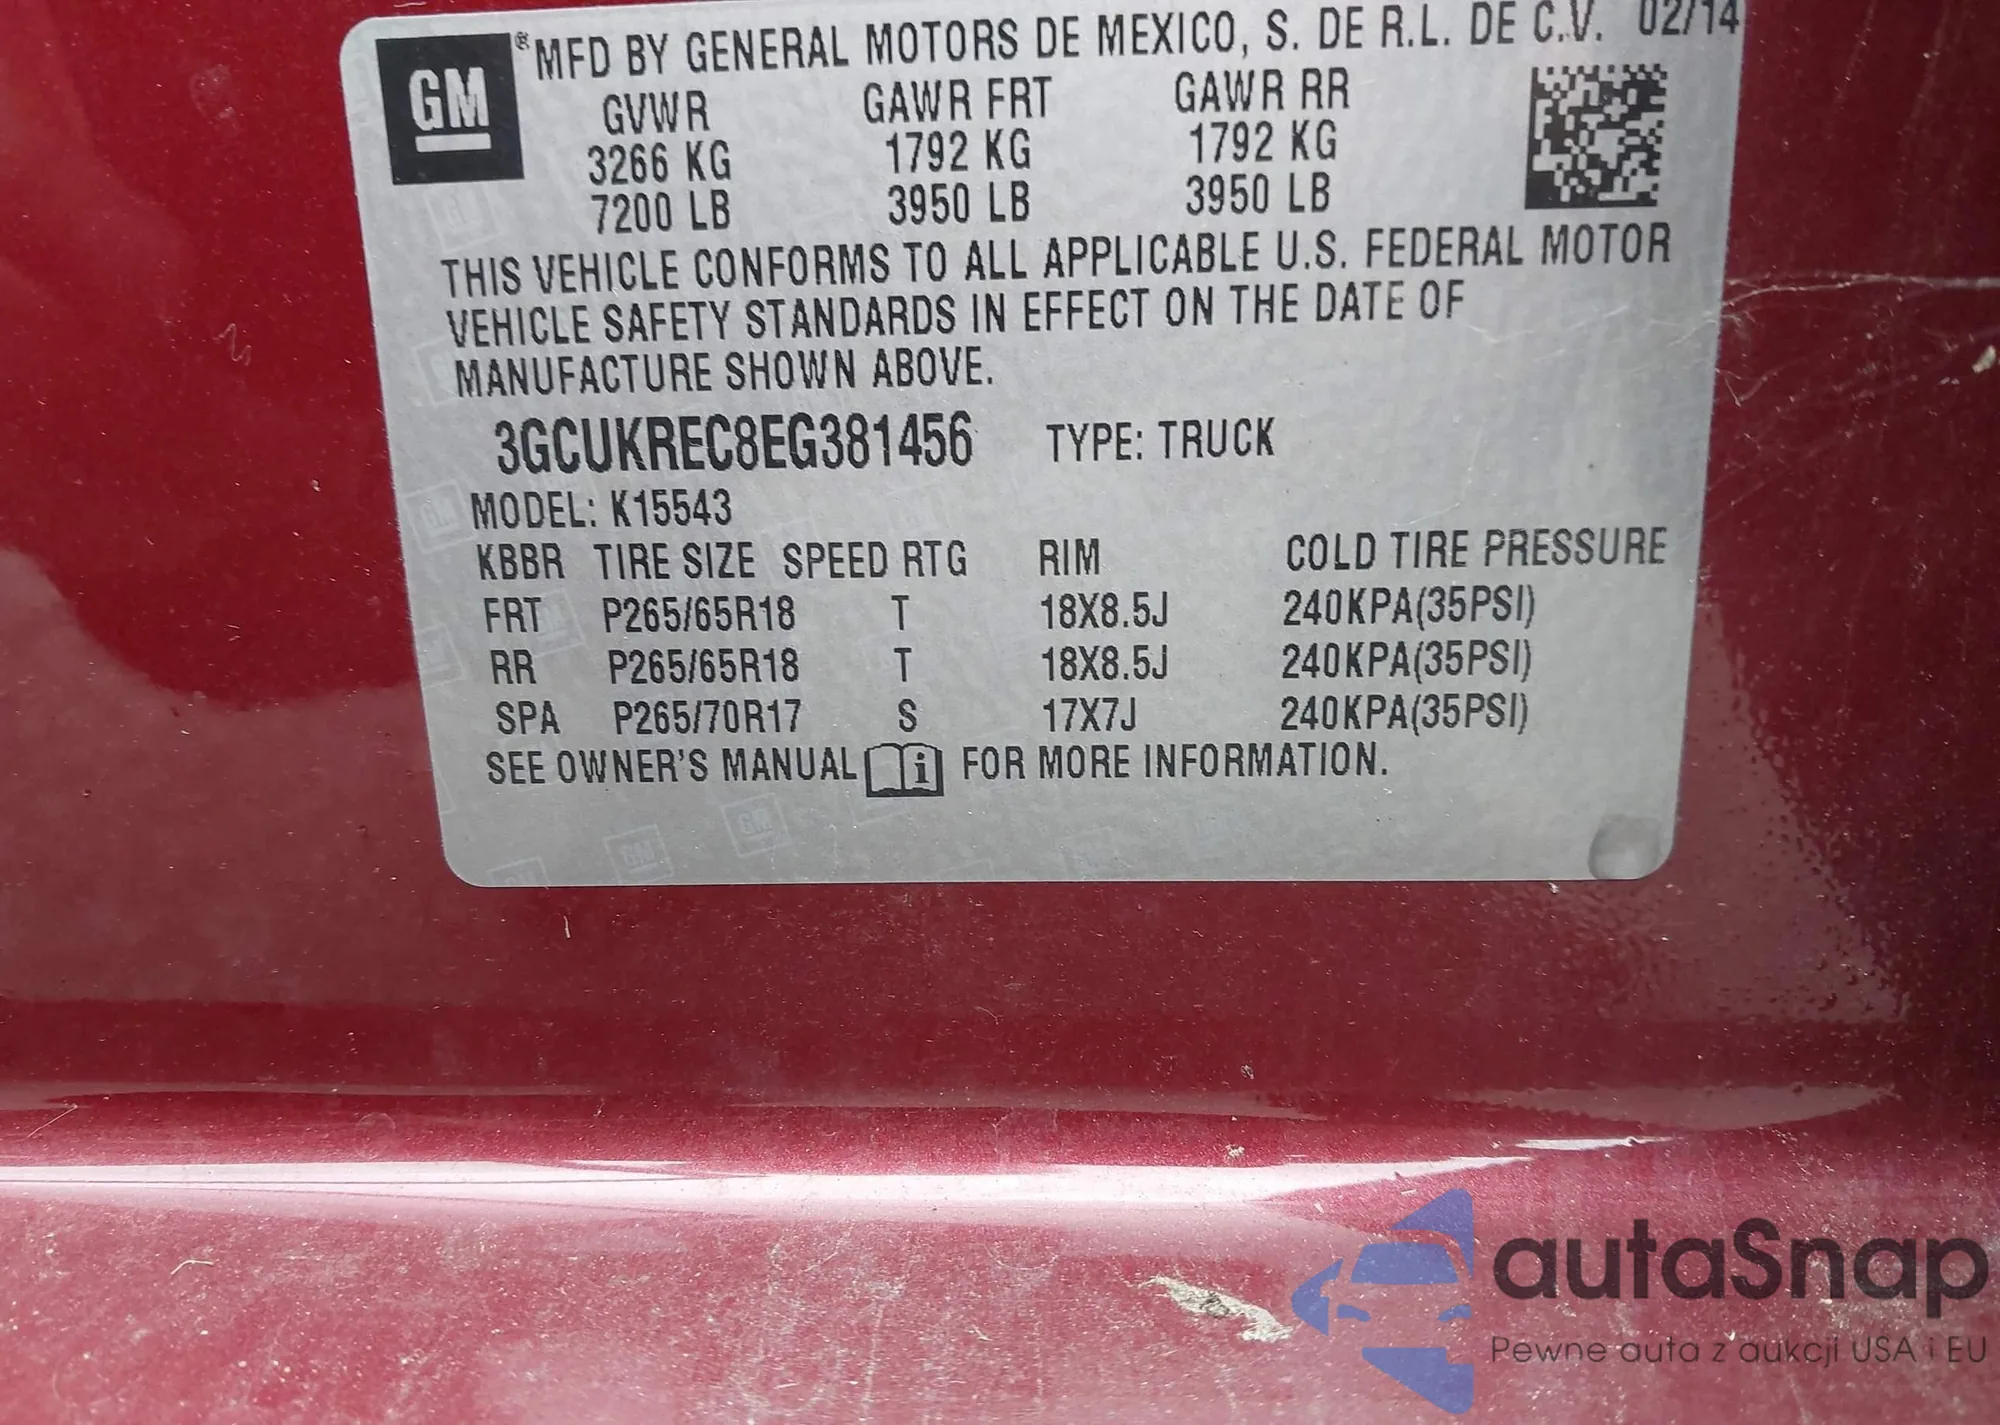 GM ® MFD BY GENERAL MOTORS DE MEXICO, S. DE R.L. DE C.V. 02/14
GVWR GAWR FRT GAWR RR
3266 KG 1792 KG 1792 KG
7200 LB 3950 LB 3950 LB
THIS VEHICLE CONFORMS TO ALL APPLICABLE U.S. FEDERAL MOTOR
VEHICLE SAFETY STANDARDS IN EFFECT ON THE DATE OF
MANUFACTURE SHOWN ABOVE.
3GCUKREC8EG381456 TYPE: TRUCK
MODEL: K15543
KBBR TIRE SIZE SPEED RTG RIM COLD TIRE PRESSURE
FRT P265/65R18 T 18X8.5J 240KPA(35PSI)
RR P265/65R18 T 18X8.5J 240KPA(35PSI)
SPA P265/70R17 S 17X7J 240KPA(35PSI)
SEE OWNER'S MANUAL i FOR MORE INFORMATION.
autaSnap
Pewne auta z aukcji USA i EU